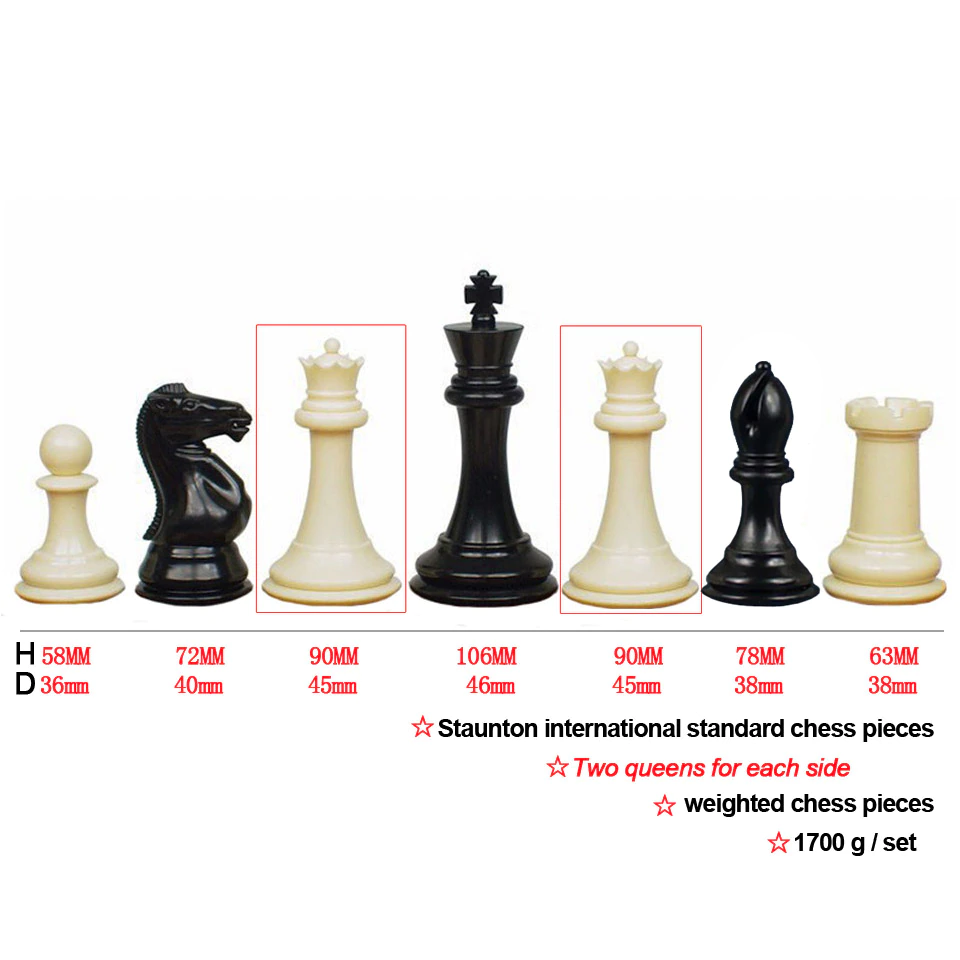 H 58MM 72MM 90MM 106MM 90MM 78MM 63MM
D 36mm 40mm 45mm 46mm 45mm 38mm 38mm
☆Staunton international standard chess pieces
☆Two queens for each side
☆ weighted chess pieces
☆1700 g / set